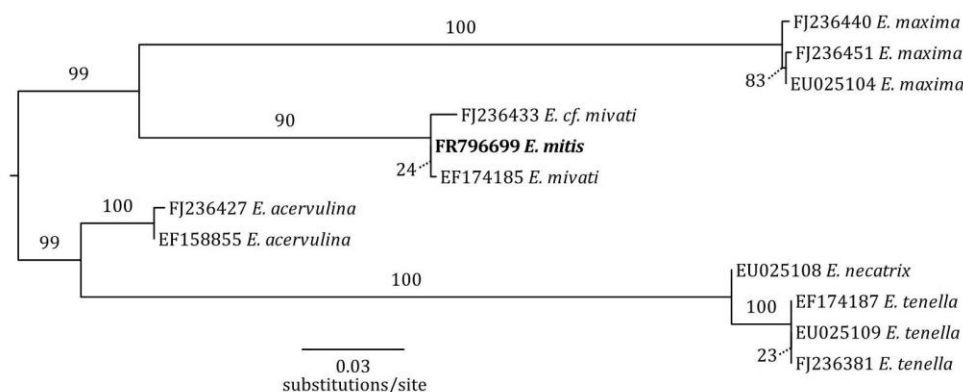 FJ236440 E. maxima
100
FJ236451 E. maxima
99
83
EU025104 E. maxima
FJ236433 E. cf. mivati
90
FR796699 E. mitis
24
EF174185 E. mivati
100
FJ236427 E. acervulina
99
EF158855 E. acervulina
EU025108 E. necatrix
100
100
EF174187 E. tenella
EU025109 E. tenella
23
FJ236381 E. tenella
0.03
substitutions/site